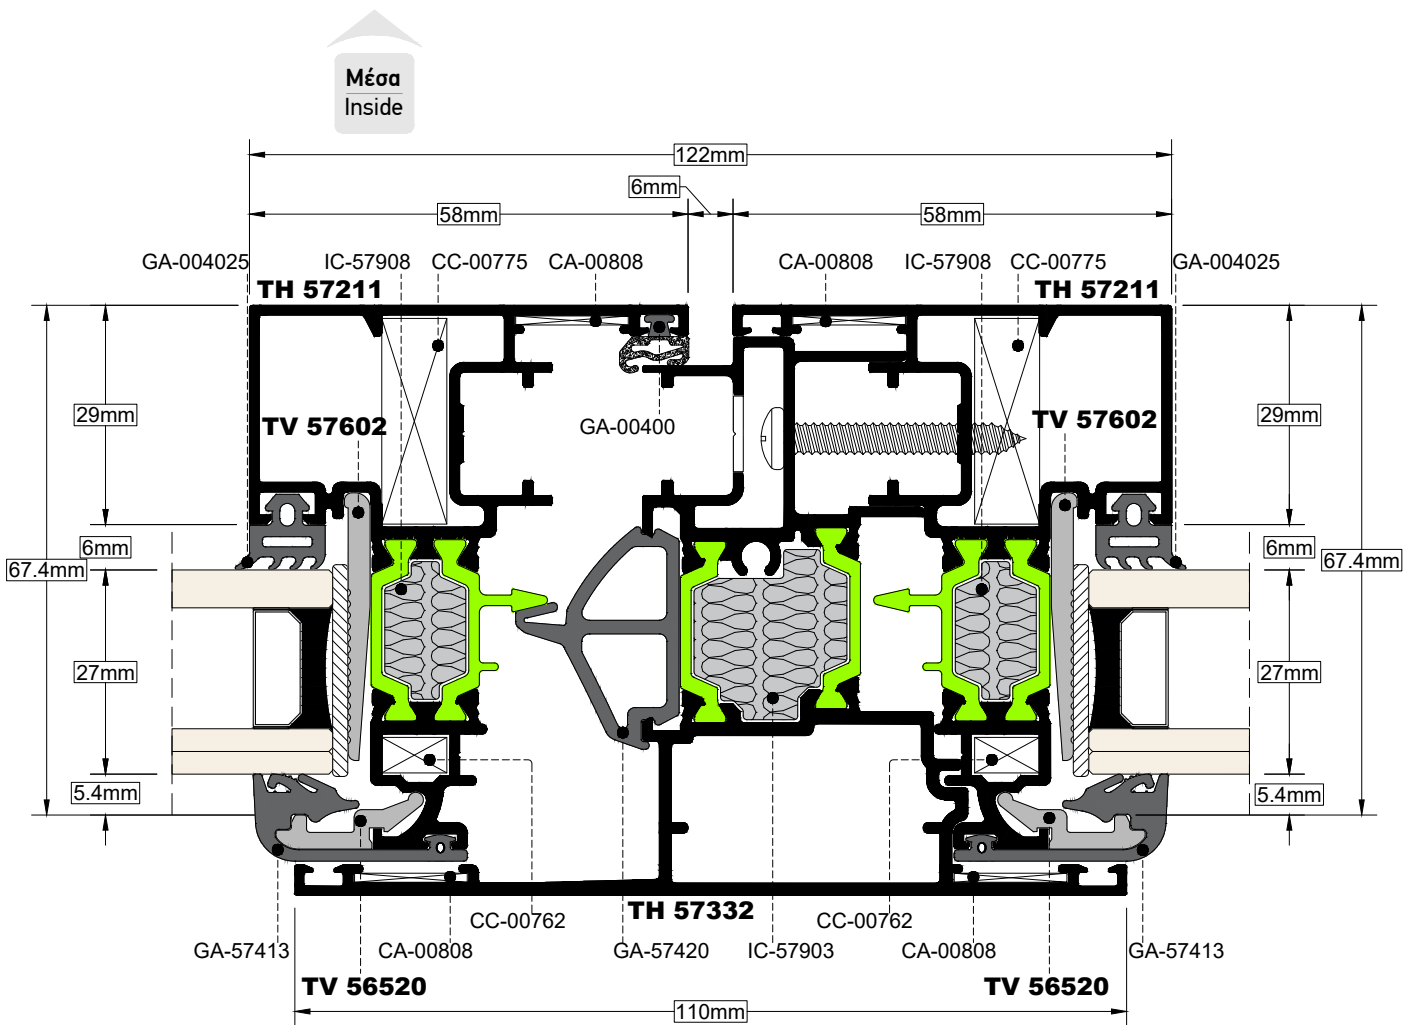 Μέσα
Inside
122mm
6mm
58mm
58mm
GA-004025
IC-57908
CC-00775
CA-00808
CA-00808
IC-57908
CC-00775
GA-004025
TH 57211
TH 57211
29mm
TV 57602
GA-00400
TV 57602
29mm
6mm
67.4mm
6mm
67.4mm
27mm
27mm
5.4mm
5.4mm
CC-00762
TH 57332
CC-00762
GA-57413
CA-00808
GA-57420
IC-57903
CA-00808
GA-57413
TV 56520
TV 56520
110mm